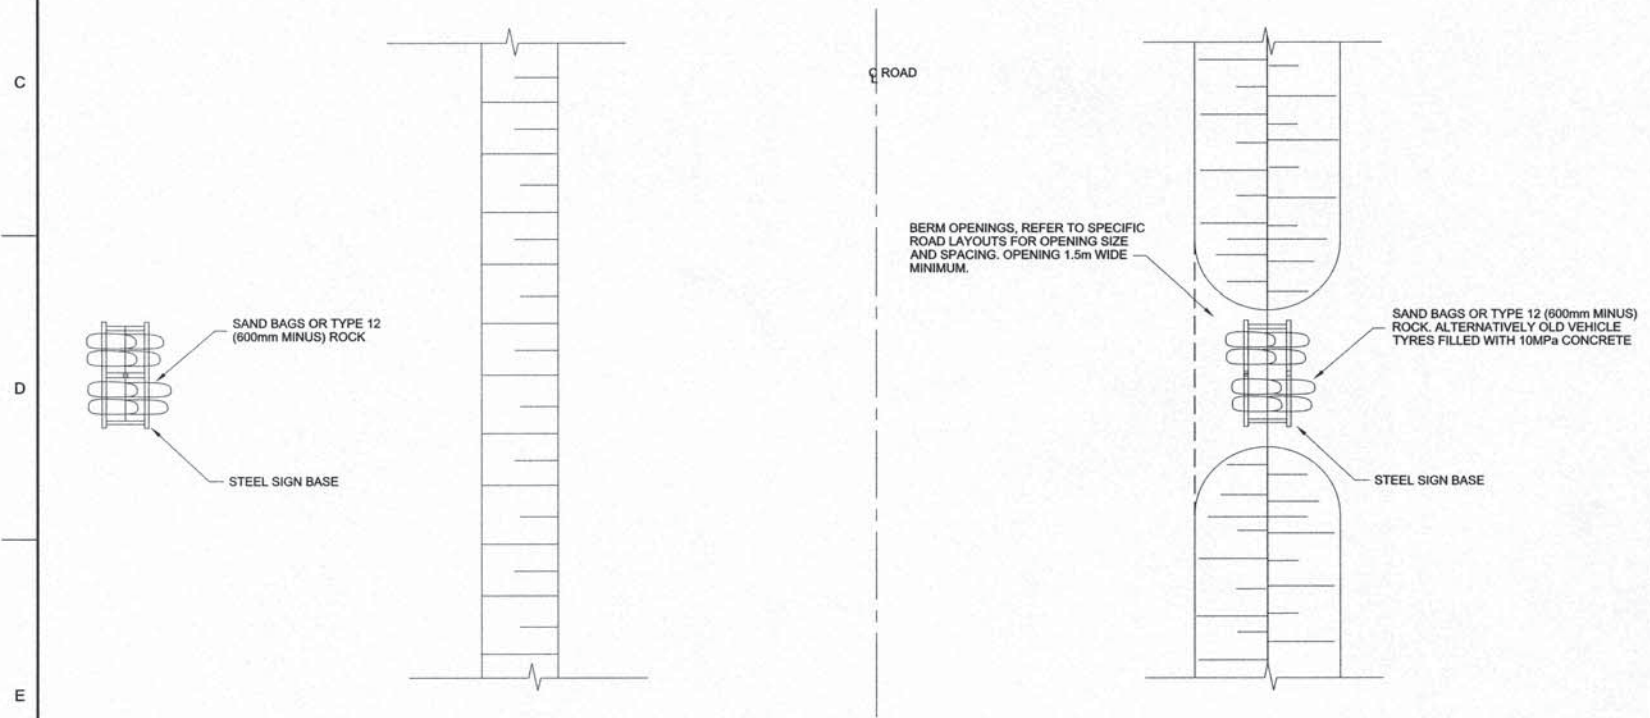 C
℄ ROAD
BERM OPENINGS, REFER TO SPECIFIC
ROAD LAYOUTS FOR OPENING SIZE
AND SPACING. OPENING 1.5m WIDE
MINIMUM.
SAND BAGS OR TYPE 12
(600mm MINUS) ROCK
SAND BAGS OR TYPE 12 (600mm MINUS)
ROCK. ALTERNATIVELY OLD VEHICLE
TYRES FILLED WITH 10MPa CONCRETE
D
STEEL SIGN BASE
STEEL SIGN BASE
E